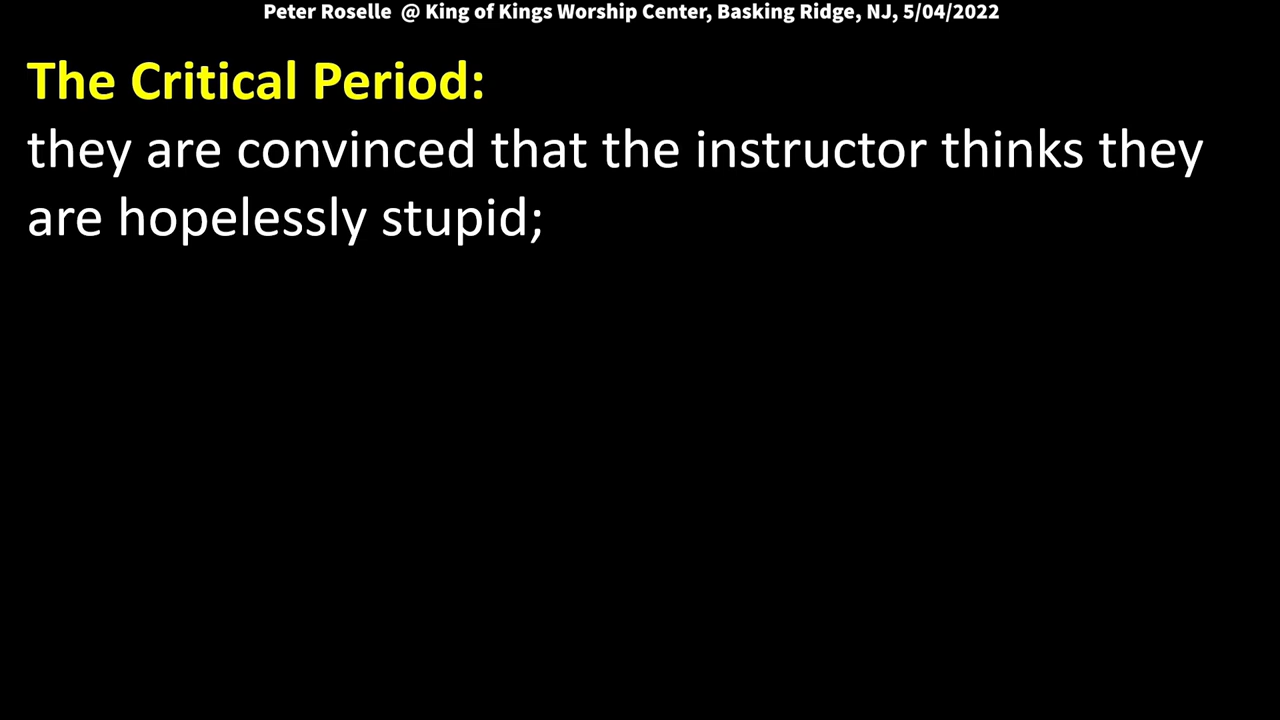 Peter Roselle @ King of Kings Worship Center, Basking Ridge, NJ, 5/04/2022
The Critical Period:
they are convinced that the instructor thinks they
are hopelessly stupid;